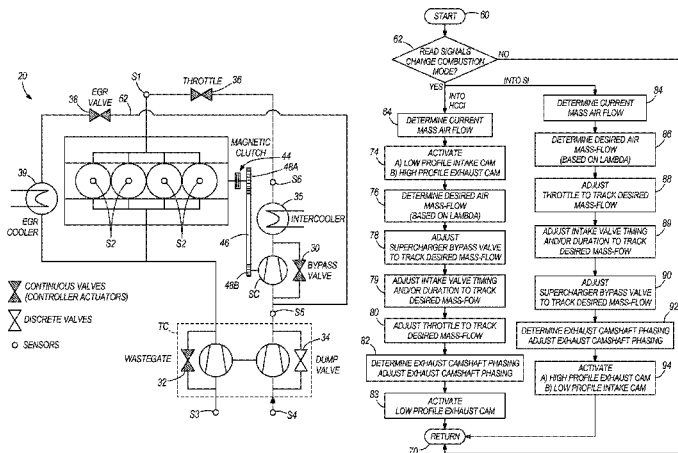 20
S1
THROTTLE
36
EGR
VALVE
38
62
39
EGR
COOLER
S2
S2
MAGNETIC
CLUTCH
44
48A
S6
35
INTERCOOLER
46
30
BYPASS
VALVE
48B
SC
S5
CONTINUOUS VALVES
(CONTROLLER ACTUATORS)
DISCRETE VALVES
SENSORS
TC
WASTEGATE
32
34
DUMP
VALVE
S3
S4
START
60
62
READ SIGNALS
CHANGE COMBUSTION
MODE?
NO
YES
INTO
HCCI
INTO SI
64
DETERMINE CURRENT
MASS AIR FLOW
74
ACTIVATE
A) LOW PROFILE INTAKE CAM
B) HIGH PROFILE EXHAUST CAM
76
DETERMINE DESIRED AIR
MASS-FLOW
(BASED ON LAMBDA)
78
ADJUST
SUPERCHARGER BYPASS VALVE
TO TRACK DESIRED MASS-FLOW
79
ADJUST INTAKE VALVE TIMING
AND/OR DURATION TO TRACK
DESIRED MASS-FOW
80
ADJUST THROTTLE TO TRACK
DESIRED MASS-FLOW
82
DETERMINE EXHAUST CAMSHAFT PHASING
ADJUST EXHAUST CAMSHAFT PHASING
83
ACTIVATE
LOW PROFILE EXHAUST CAM
RETURN
70
DETERMINE CURRENT
MASS AIR FLOW
84
DETERMINE DESIRED AIR
MASS-FLOW
(BASED ON LAMBDA)
86
ADJUST
THROTTLE TO TRACK
DESIRED MASS-FLOW
88
ADJUST INTAKE VALVE TIMING
AND/OR DURATION TO TRACK
DESIRED MASS-FLOW
89
ADJUST
SUPERCHARGER BYPASS VALVE
TO TRACK DESIRED MASS-FLOW
90
DETERMINE EXHAUST CAMSHAFT PHASING
ADJUST EXHAUST CAMSHAFT PHASING
92
ACTIVATE
A) HIGH PROFILE EXHAUST CAM
B) LOW PROFILE INTAKE CAM
94